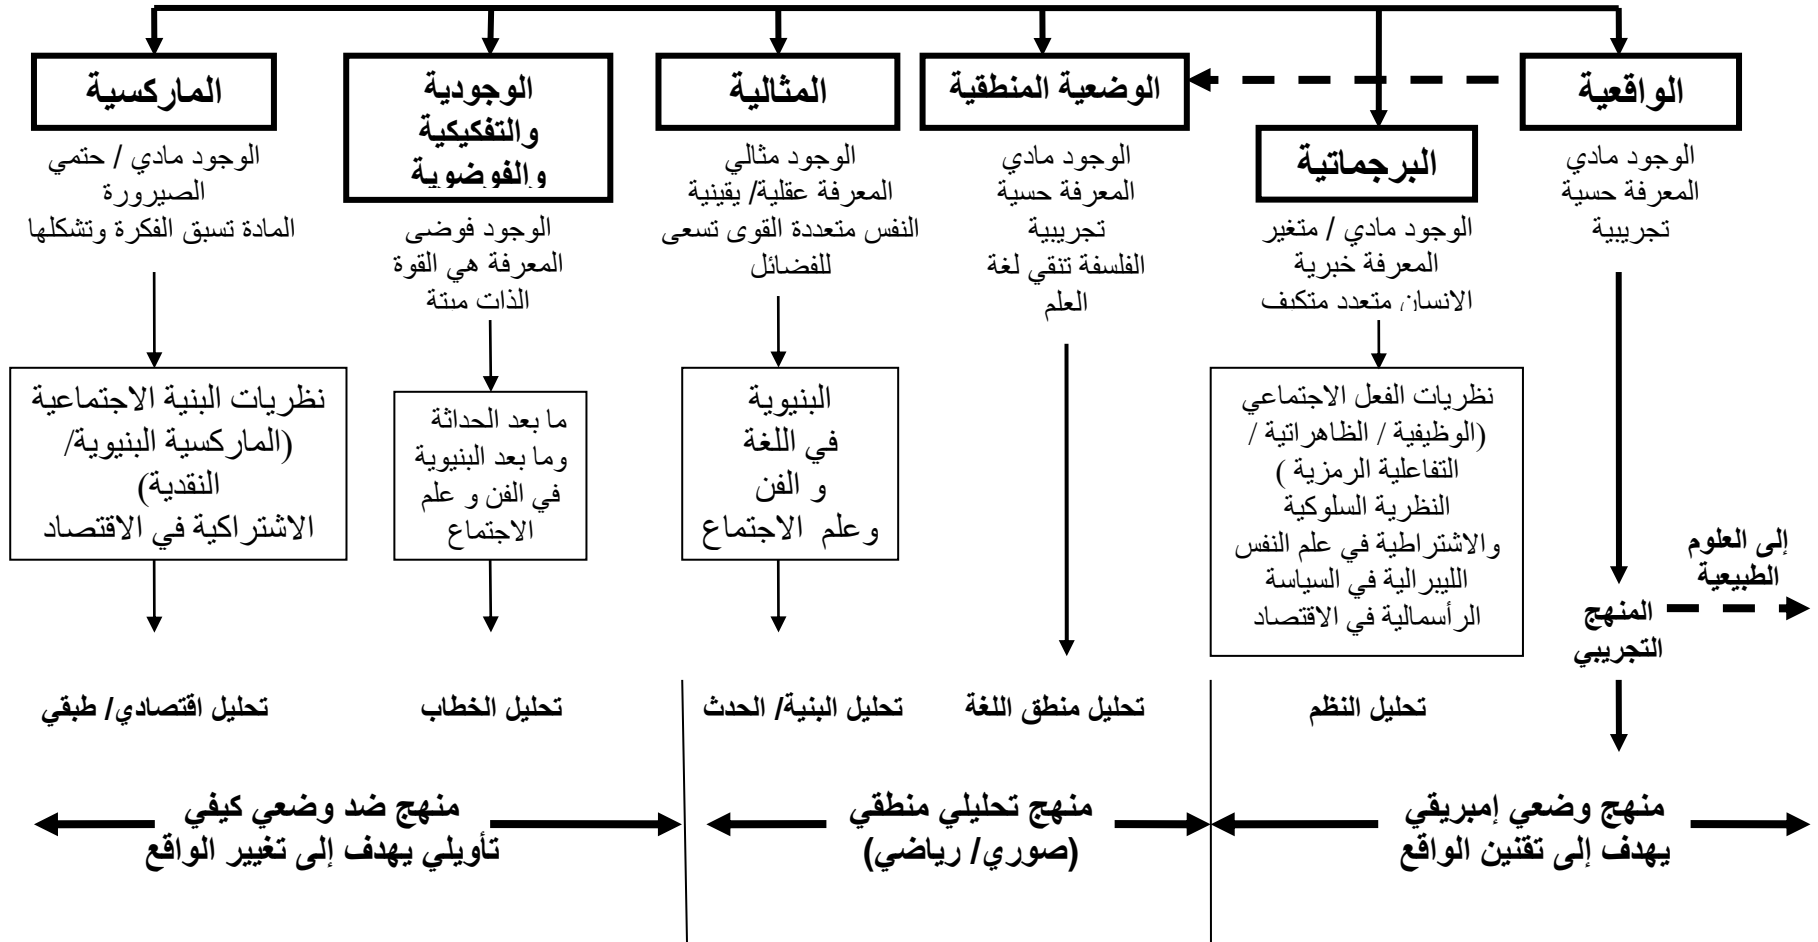 الواقعية
الوجود مادي
المعرفة حسية
تجريبية
المنهج
التجريبي
إلى العلوم
الطبيعية
البرجماتية
الوجود مادي / متغير
المعرفة خبرية
الانسان متعدد متكيف
نظريات الفعل الاجتماعي
(الوظيفية / الظاهراتية /
التفاعلية الرمزية )
النظرية السلوكية
والاشتراطية في علم النفس
الليبرالية في السياسة
الرأسمالية في الاقتصاد
تحليل النظم
الوضعية المنطقية
الوجود مادي
المعرفة حسية
تجريبية
الفلسفة تنقي لغة
العلم
تحليل منطق اللغة
المثالية
الوجود مثالي
المعرفة عقلية/ يقينية
النفس متعددة القوى تسعى
للفضائل
البنيوية
في اللغة
و الفن
وعلم الاجتماع
تحليل البنية/ الحدث
الوجودية
والتفكيكية
والفوضوية
الوجود فوضى
المعرفة هي القوة
الذات ميتة
ما بعد الحداثة
وما بعد البنيوية
في الفن و علم
الاجتماع
تحليل الخطاب
الماركسية
الوجود مادي / حتمي
الصيرورة
المادة تسبق الفكرة وتشكلها
نظريات البنية الاجتماعية
(الماركسية البنيوية/
النقدية)
الاشتراكية في الاقتصاد
تحليل اقتصادي/ طبقي
منهج وضعي إمبريقي
يهدف إلى تقنين الواقع
منهج تحليلي منطقي
(صوري/ رياضي)
منهج ضد وضعي كيفي
تأويلي يهدف إلى تغيير الواقع